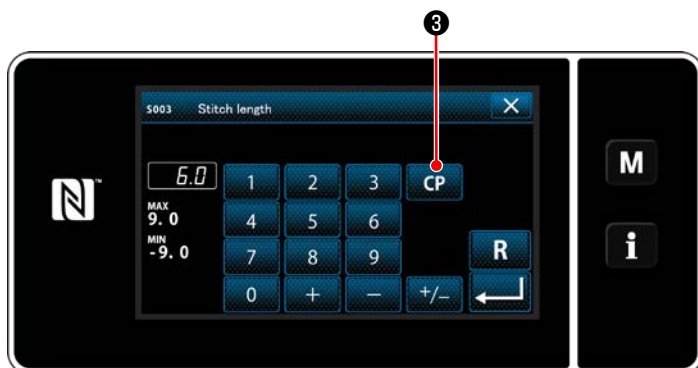 ❸
S003 Stitch length
6.0
1 2 3 CP
MAX
9. 0
4 5 6
MIN
-9. 0
7 8 9 R
0 + − +/−
N
™
M
i